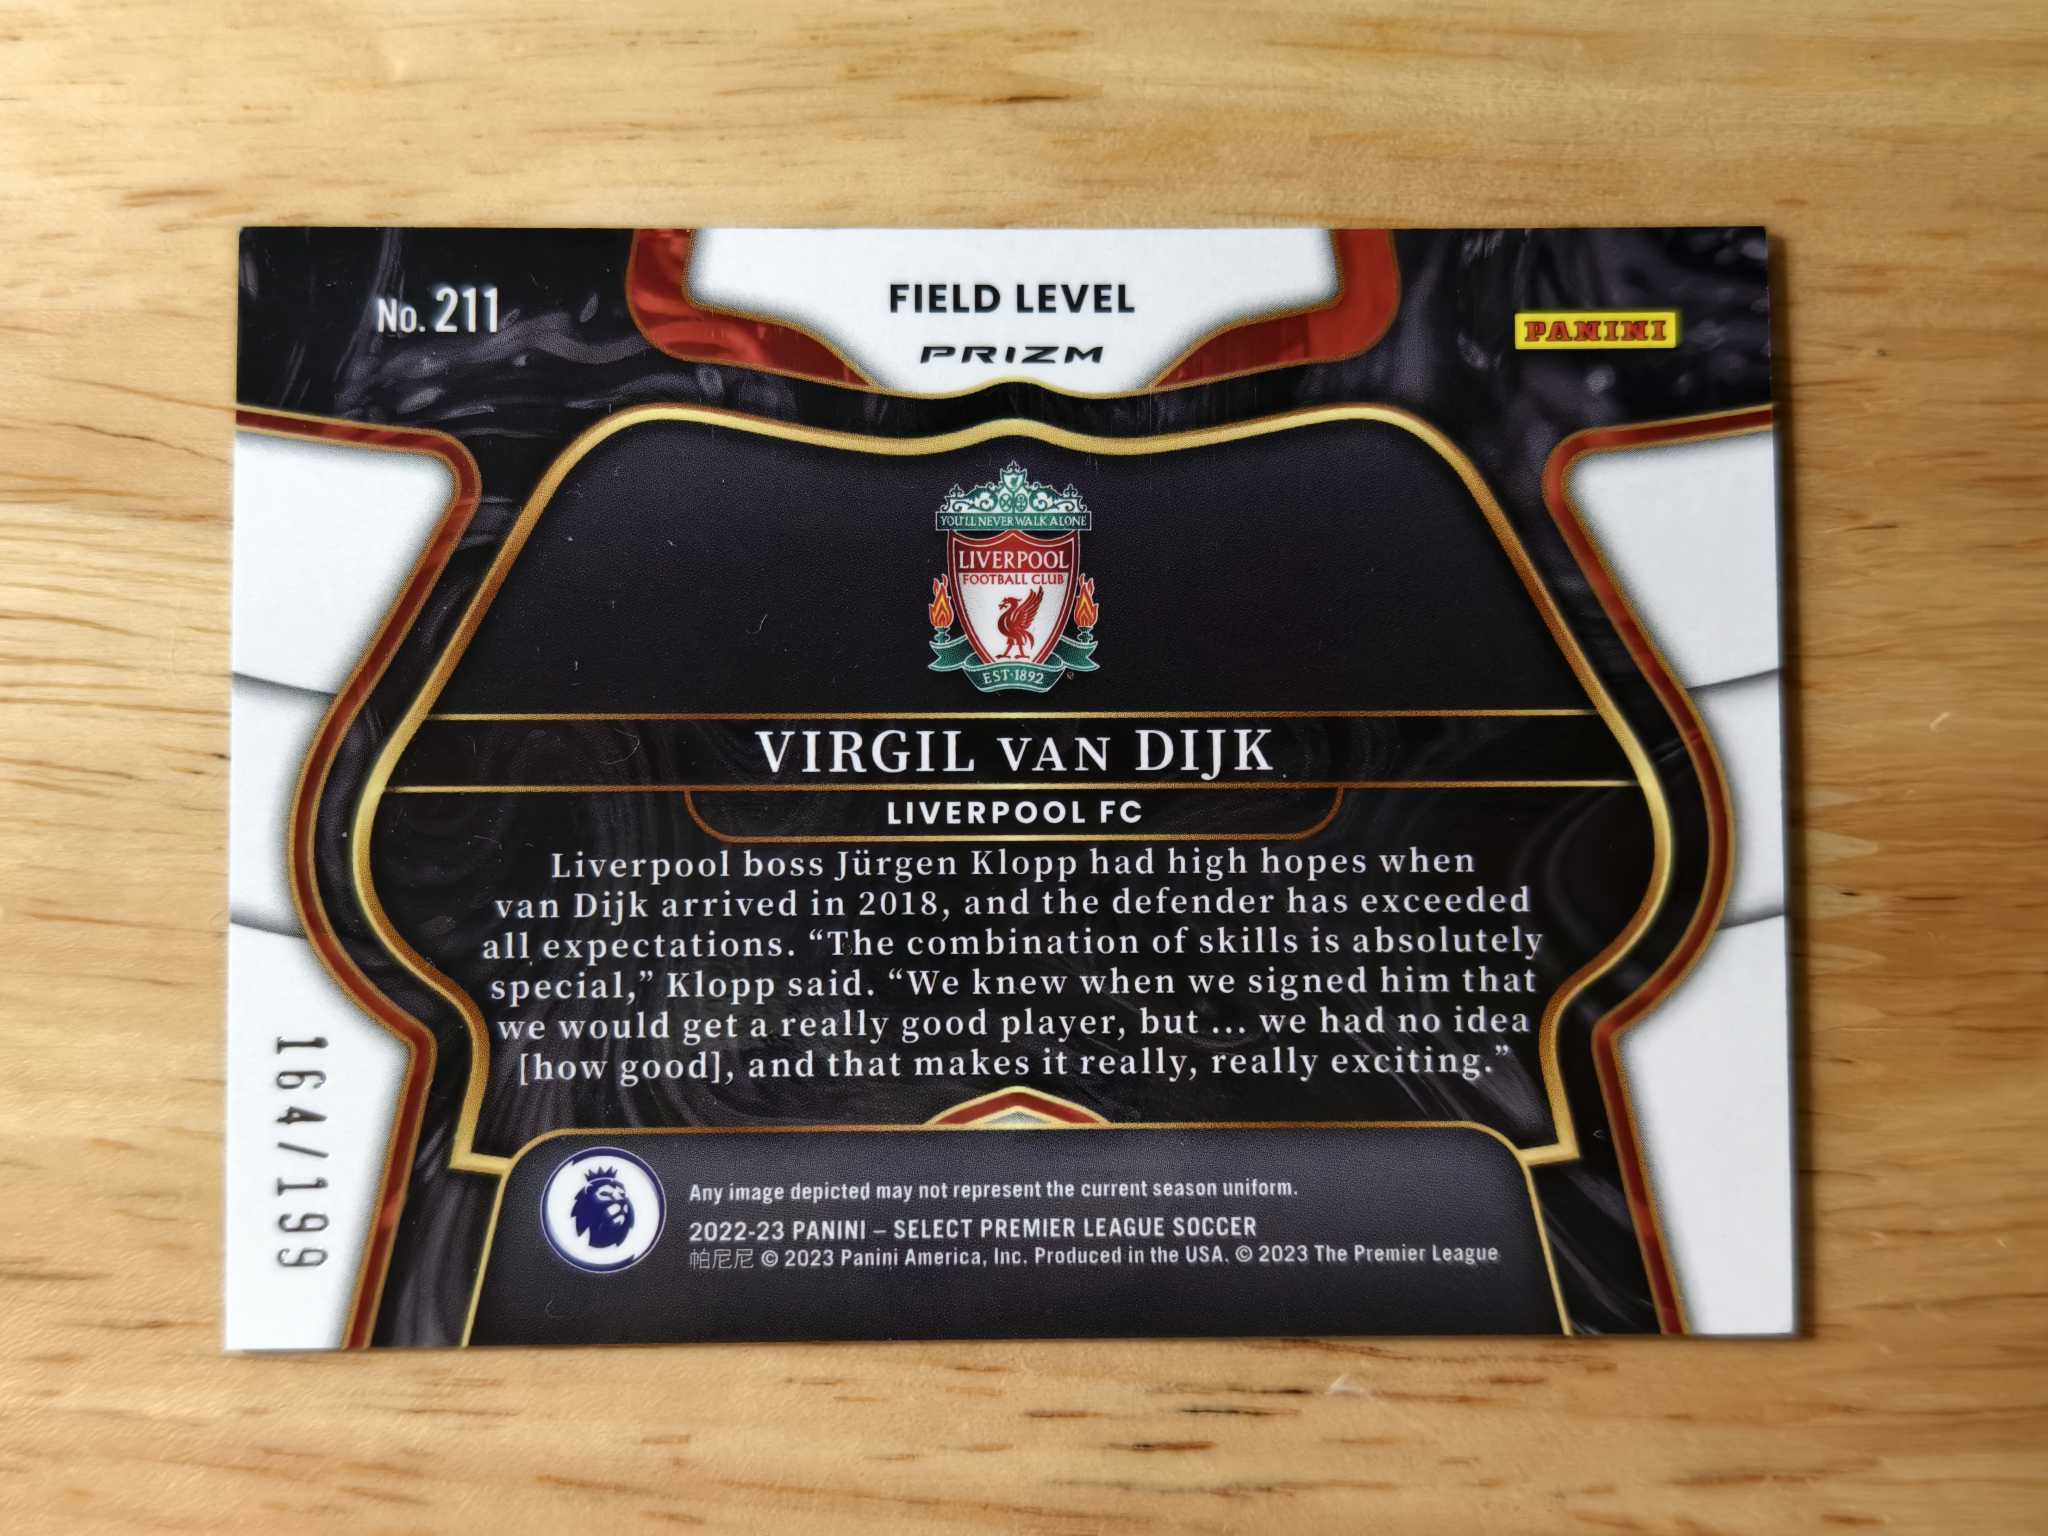 No. 211
FIELD LEVEL
PRIZM
PANINI
YOU'LL NEVER WALK ALONE
LIVERPOOL
FOOTBALL CLUB
EST·1892
VIRGIL VAN DIJK
LIVERPOOL FC
Liverpool boss Jürgen Klopp had high hopes when
van Dijk arrived in 2018, and the defender has exceeded
all expectations. “The combination of skills is absolutely
special,” Klopp said. “We knew when we signed him that
we would get a really good player, but ... we had no idea
[how good], and that makes it really, really exciting.”
164/199
Any image depicted may not represent the current season uniform.
2022-23 PANINI – SELECT PREMIER LEAGUE SOCCER
帕尼尼 © 2023 Panini America, Inc. Produced in the USA. © 2023 The Premier League